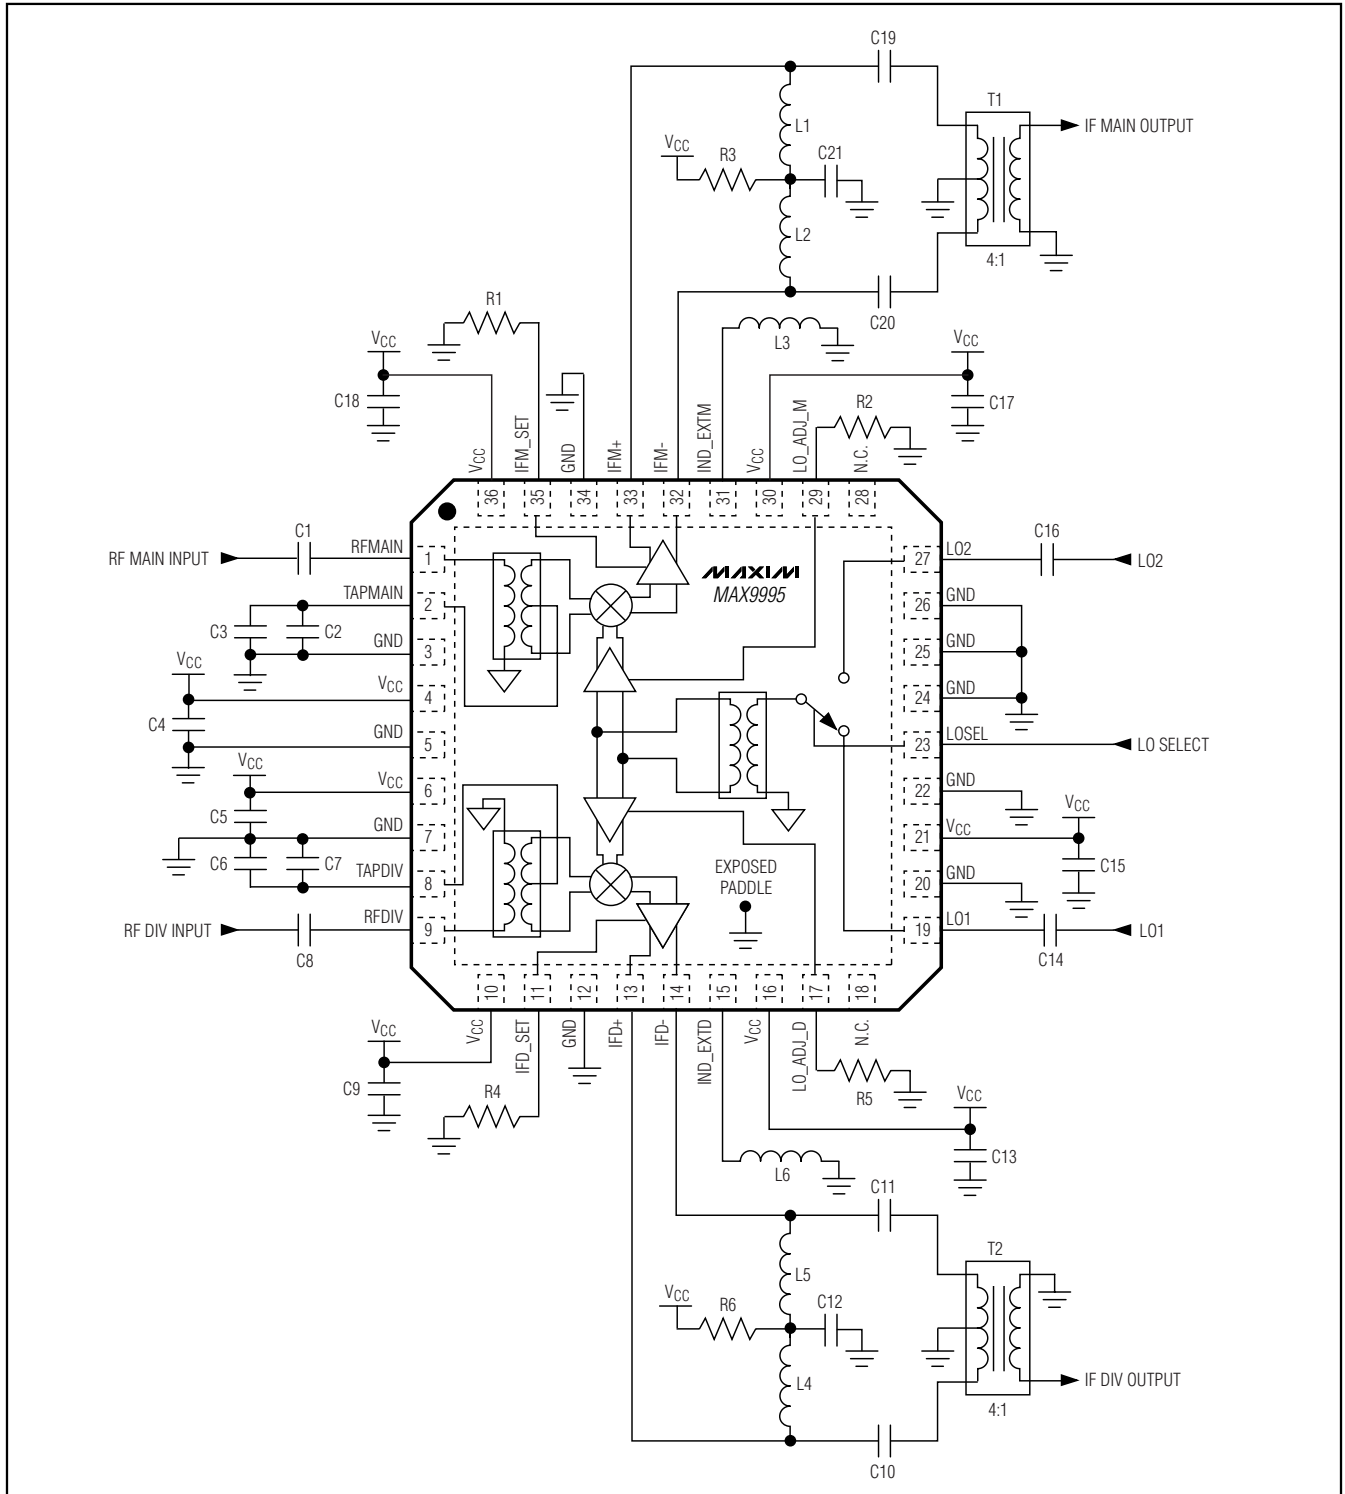 C19
T1
IF MAIN OUTPUT
L1
VCC
R3
C21
L2
4:1
R1
C20
L3
VCC
VCC
C18
C17
R2
VCC
IFM_SET
GND
IFM+
IFM-
IND_EXTM
VCC
LO_ADJ_M
N.C.
36
35
34
33
32
31
30
29
28
C1
RF MAIN INPUT
RFMAIN
1
MAXIM
MAX9995
27
LO2
C16
LO2
TAPMAIN
2
26
GND
C3
C2
GND
3
25
GND
VCC
VCC
4
24
GND
C4
GND
5
23
LOSEL
LO SELECT
VCC
VCC
6
22
GND
VCC
C5
GND
7
21
VCC
C6
C7
TAPDIV
8
EXPOSED
PADDLE
20
GND
C15
RF DIV INPUT
C8
RFDIV
9
19
LO1
C14
LO1
10
11
12
13
14
15
16
17
18
VCC
IFD_SET
GND
IFD+
IFD-
IND_EXTD
VCC
LO_ADJ_D
N.C.
VCC
C9
R4
R5
VCC
C13
L6
C11
T2
L5
VCC
R6
C12
L4
IF DIV OUTPUT
4:1
C10